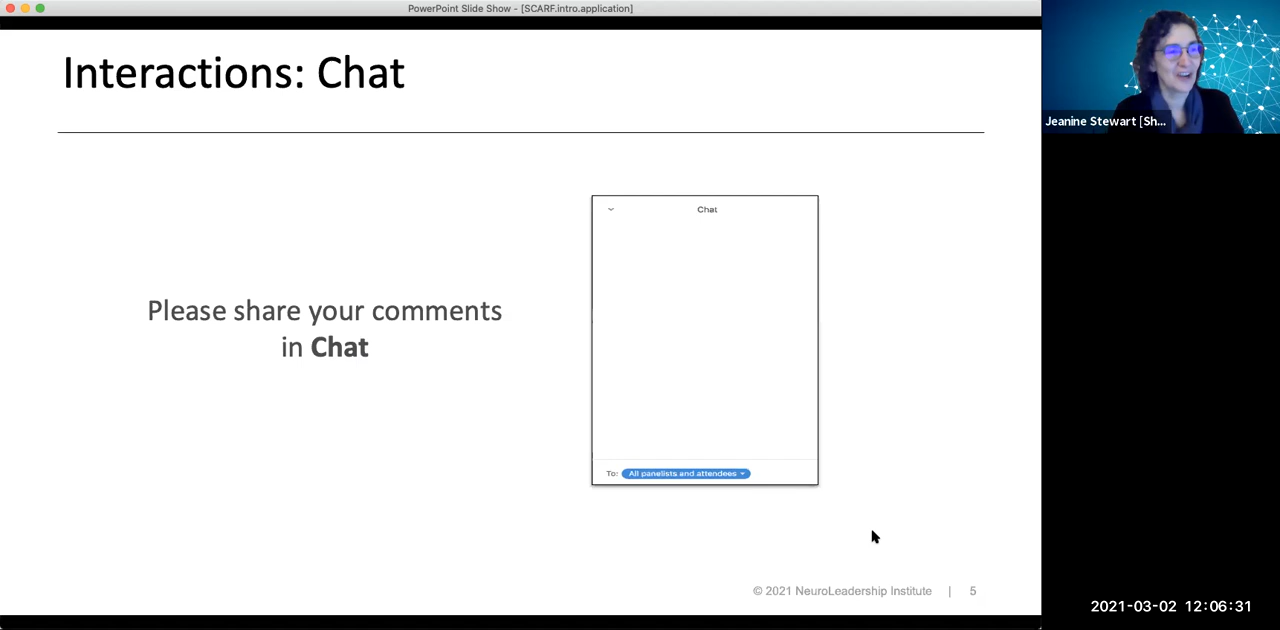 PowerPoint Slide Show - [SCARF.intro.application]
Interactions: Chat
Jeanine Stewart [Sh...
Please share your comments
in Chat
Chat
To: All panelists and attendees
© 2021 NeuroLeadership Institute | 5
2021-03-02 12:06:31